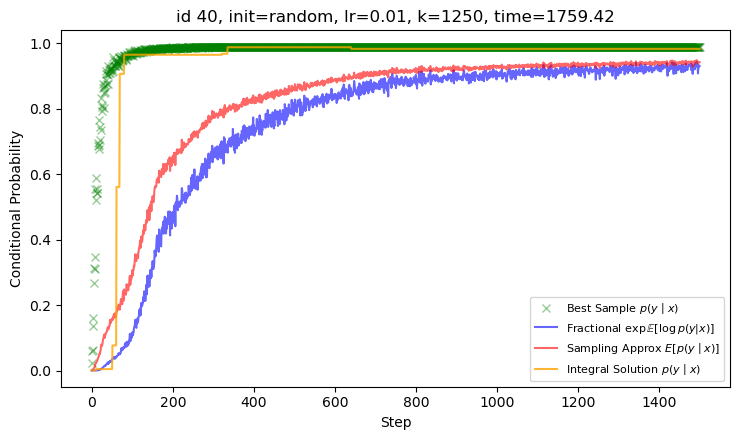 id 40, init=random, lr=0.01, k=1250, time=1759.42
1.0
0.8
0.6
0.4
0.2
0.0
Conditional Probability
0 200 400 600 800 1000 1200 1400
Step
Best Sample p(y | x)
Fractional exp𝔼[log p(y|x)]
Sampling Approx E[p(y | x)]
Integral Solution p(y | x)